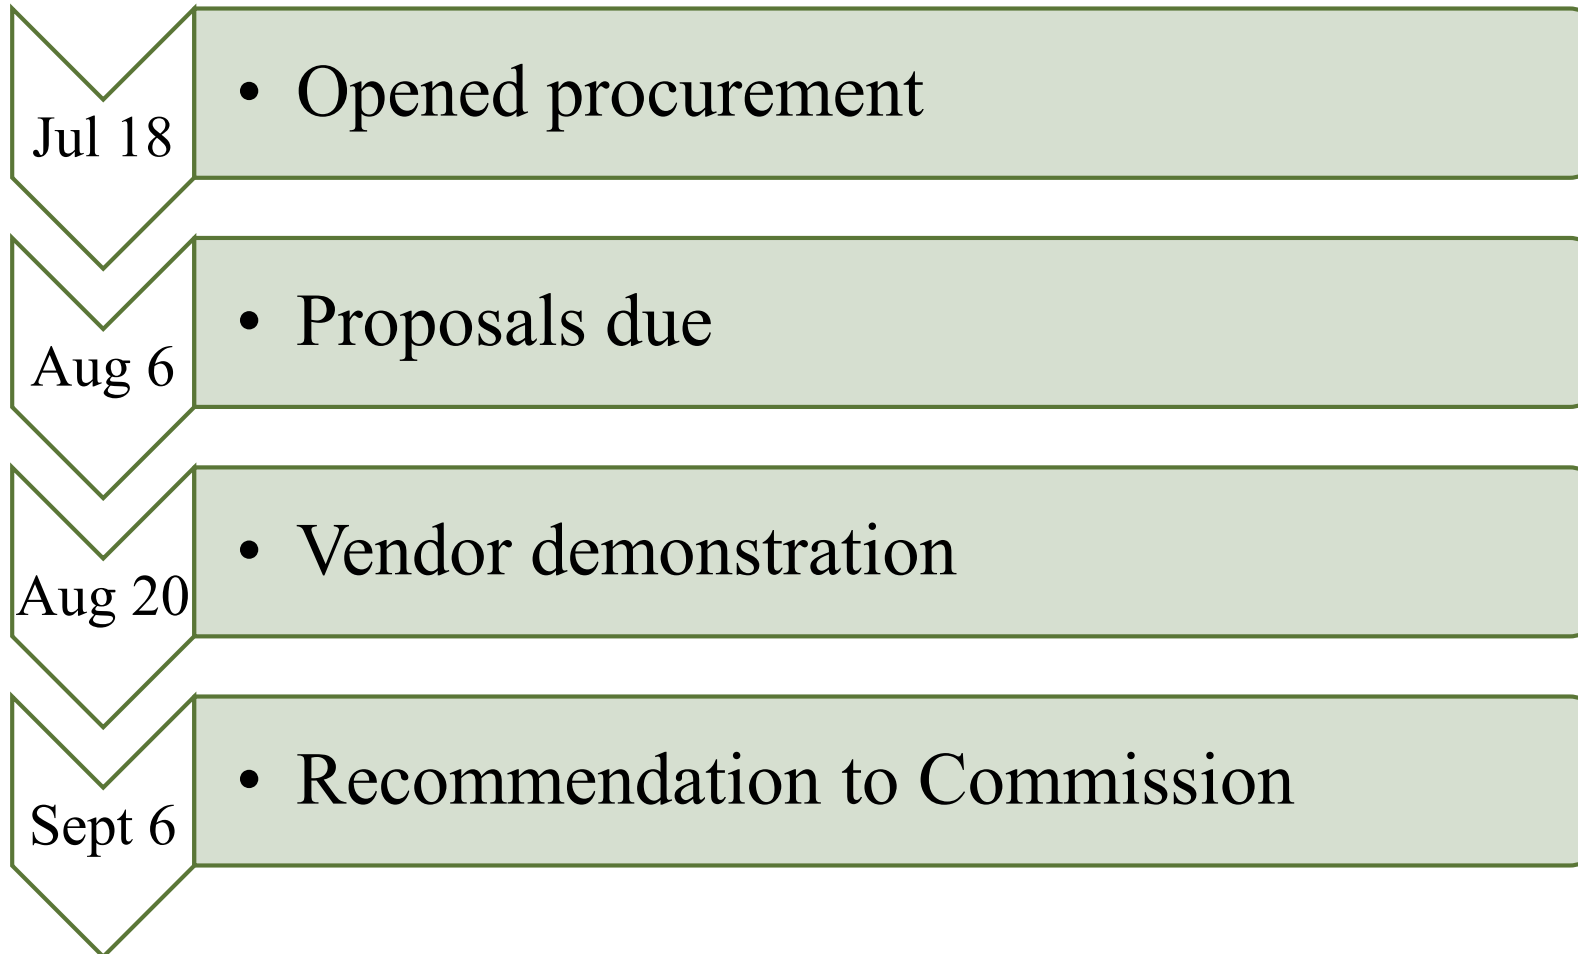 Jul 18
• Opened procurement
Aug 6
• Proposals due
Aug 20
• Vendor demonstration
Sept 6
• Recommendation to Commission